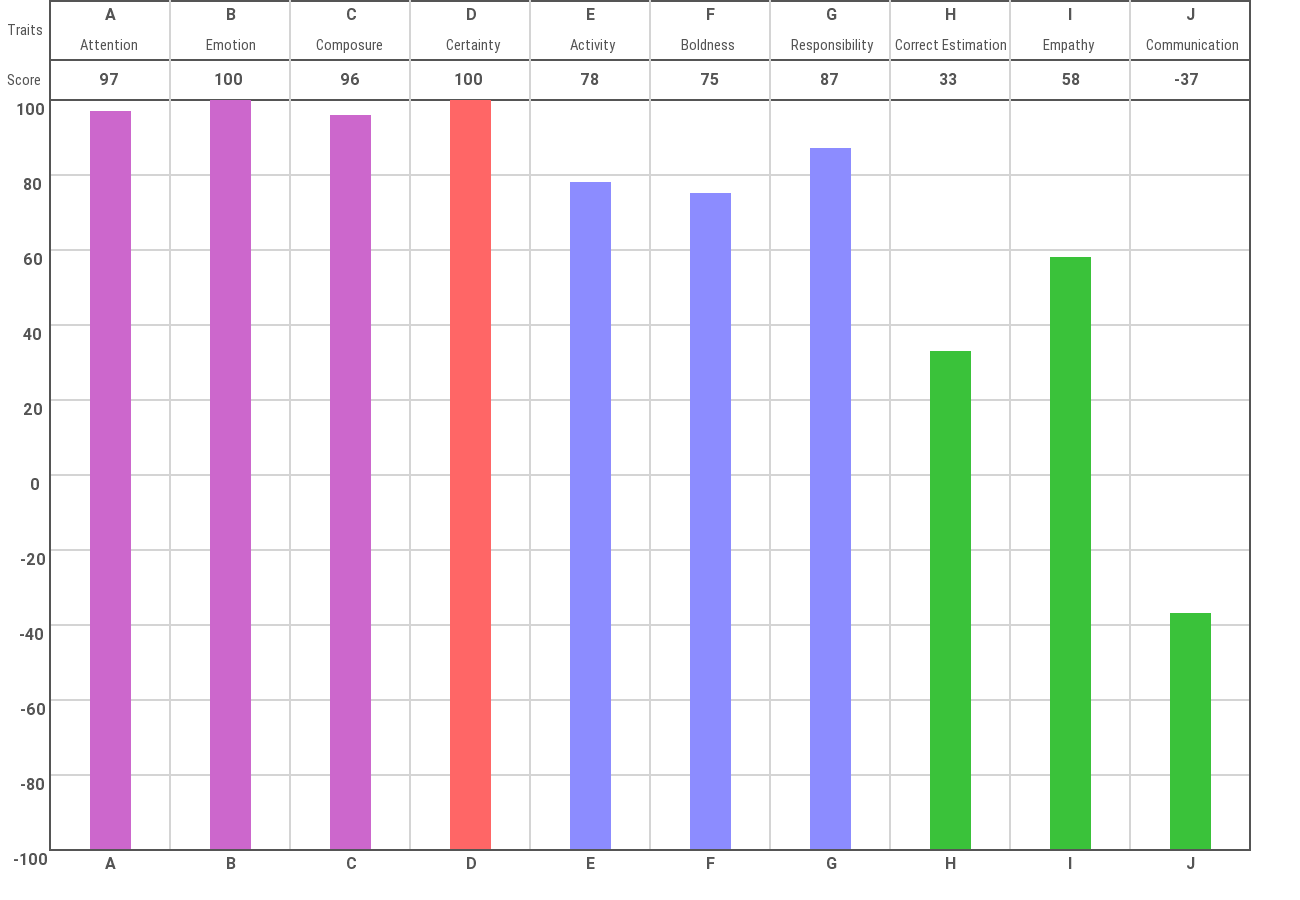 A B C D E F G H I J
Traits
Attention Emotion Composure Certainty Activity Boldness Responsibility Correct Estimation Empathy Communication
Score 97 100 96 100 78 75 87 33 58 -37
100
80
60
40
20
0
-20
-40
-60
-80
-100
A B C D E F G H I J